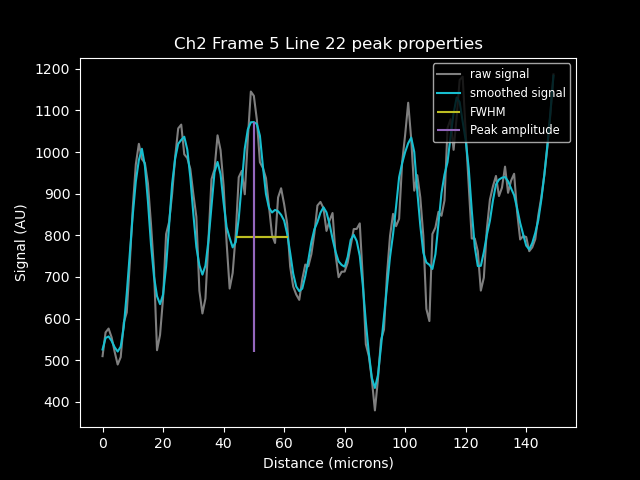 Ch2 Frame 5 Line 22 peak properties
raw signal
smoothed signal
FWHM
Peak amplitude
Signal (AU)
1200
1100
1000
900
800
700
600
500
400
0 20 40 60 80 100 120 140
Distance (microns)